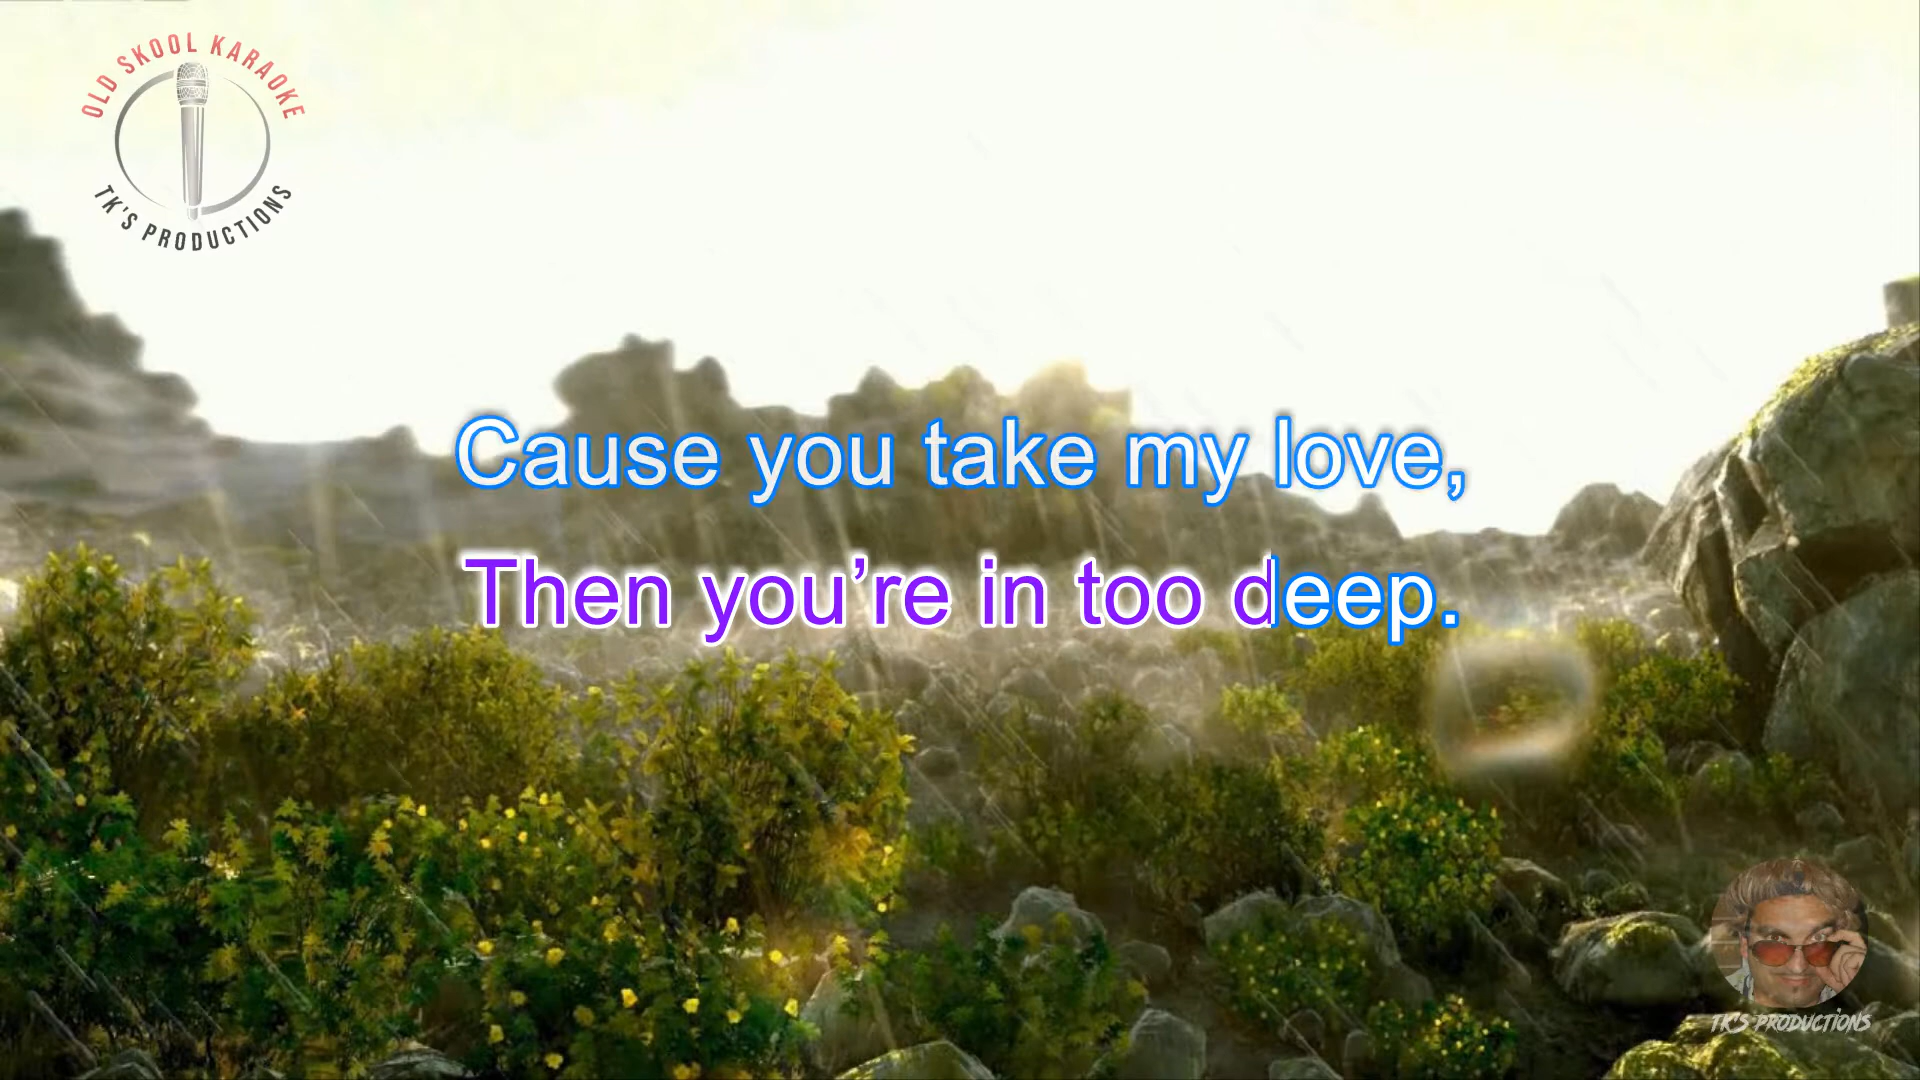 OLD SKOOL KARAOKE
TK'S PRODUCTIONS
Cause you take my love,
Then you’re in too deep.
TK'S PRODUCTIONS